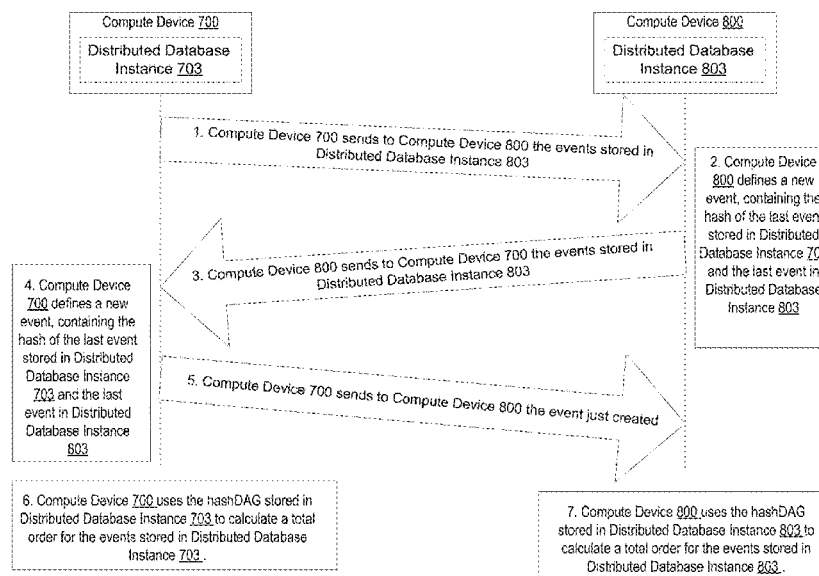 Compute Device 700
Distributed Database
Instance 703
Compute Device 800
Distributed Database
Instance 803
1. Compute Device 700 sends to Compute Device 800 the events stored in
Distributed Database Instance 803
2. Compute Device
800 defines a new
event, containing the
hash of the last event
stored in Distributed
Database Instance 70
and the last event in
Distributed Database
Instance 803
3. Compute Device 800 sends to Compute Device 700 the events stored in
Distributed Database Instance 803
4. Compute Device
700 defines a new
event, containing the
hash of the last event
stored in Distributed
Database Instance
703 and the last
event in Distributed
Database Instance
803
5. Compute Device 700 sends to Compute Device 800 the event just created
6. Compute Device 700 uses the hashDAG stored in
Distributed Database Instance 703 to calculate a total
order for the events stored in Distributed Database
Instance 703 .
7. Compute Device 800 uses the hashDAG
stored in Distributed Database Instance 803 to
calculate a total order for the events stored in
Distributed Database Instance 803 .